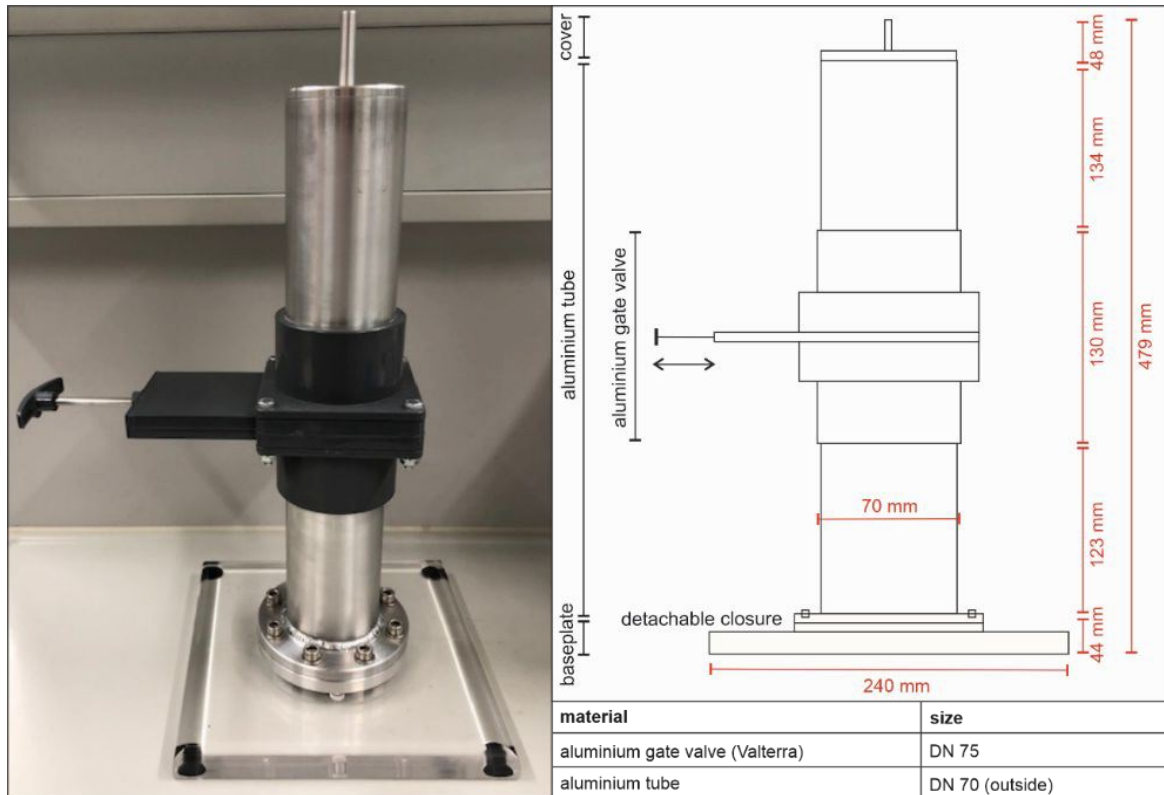 cover
aluminium tube
baseplate
aluminium gate valve
detachable closure
48 mm
134 mm
130 mm
123 mm
44 mm
479 mm
70 mm
240 mm
material size
aluminium gate valve (Valterra) DN 75
aluminium tube DN 70 (outside)